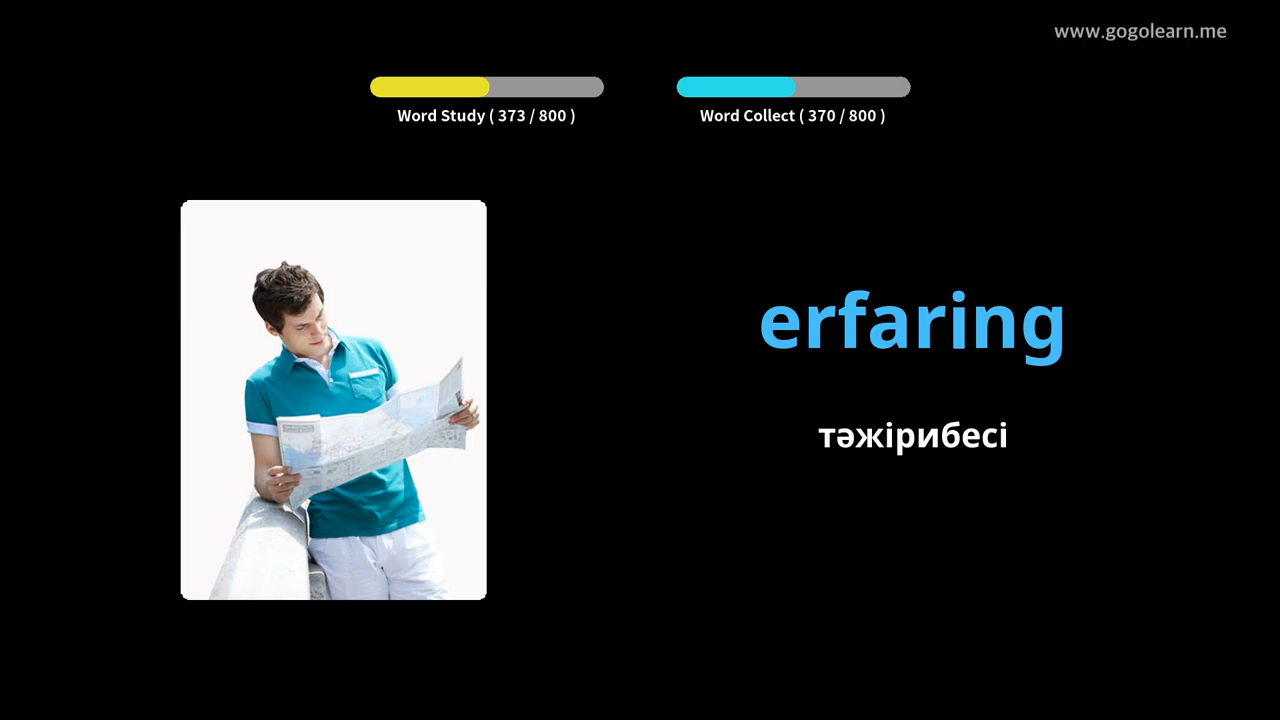 www.gogolearn.me
Word Study ( 373 / 800 )
Word Collect ( 370 / 800 )
erfaring
тәжірибесі